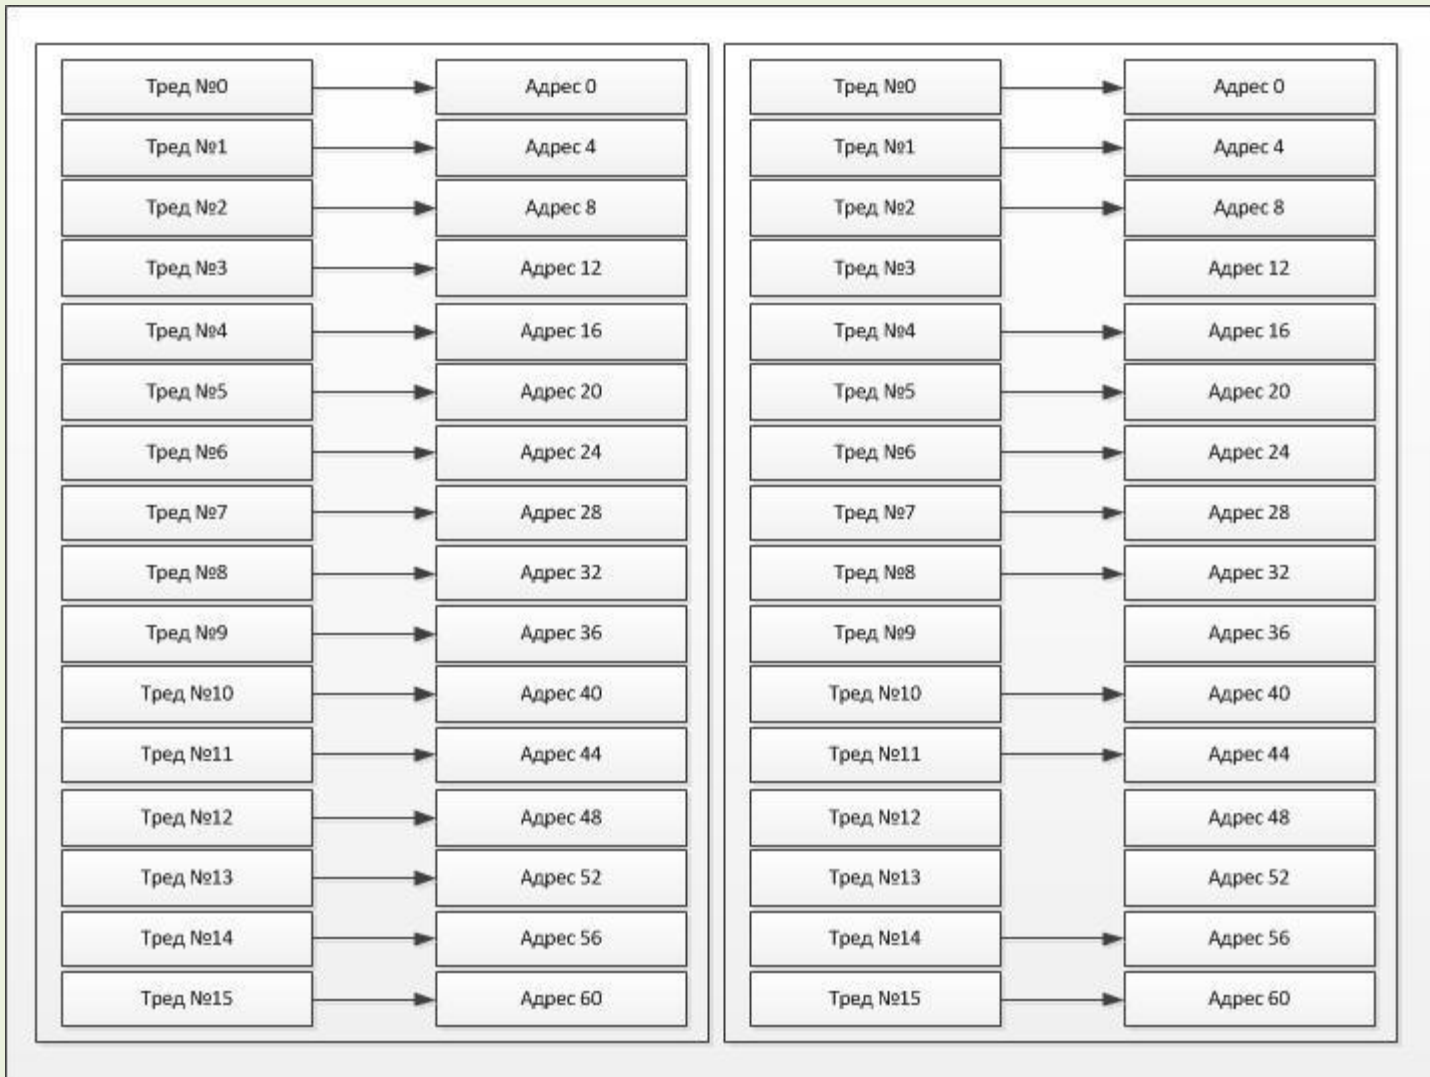 Тред №0
Адрес 0
Тред №1
Адрес 4
Тред №2
Адрес 8
Тред №3
Адрес 12
Тред №4
Адрес 16
Тред №5
Адрес 20
Тред №6
Адрес 24
Тред №7
Адрес 28
Тред №8
Адрес 32
Тред №9
Адрес 36
Тред №10
Адрес 40
Тред №11
Адрес 44
Тред №12
Адрес 48
Тред №13
Адрес 52
Тред №14
Адрес 56
Тред №15
Адрес 60
Тред №0
Адрес 0
Тред №1
Адрес 4
Тред №2
Адрес 8
Тред №3
Адрес 12
Тред №4
Адрес 16
Тред №5
Адрес 20
Тред №6
Адрес 24
Тред №7
Адрес 28
Тред №8
Адрес 32
Тред №9
Адрес 36
Тред №10
Адрес 40
Тред №11
Адрес 44
Тред №12
Адрес 48
Тред №13
Адрес 52
Тред №14
Адрес 56
Тред №15
Адрес 60